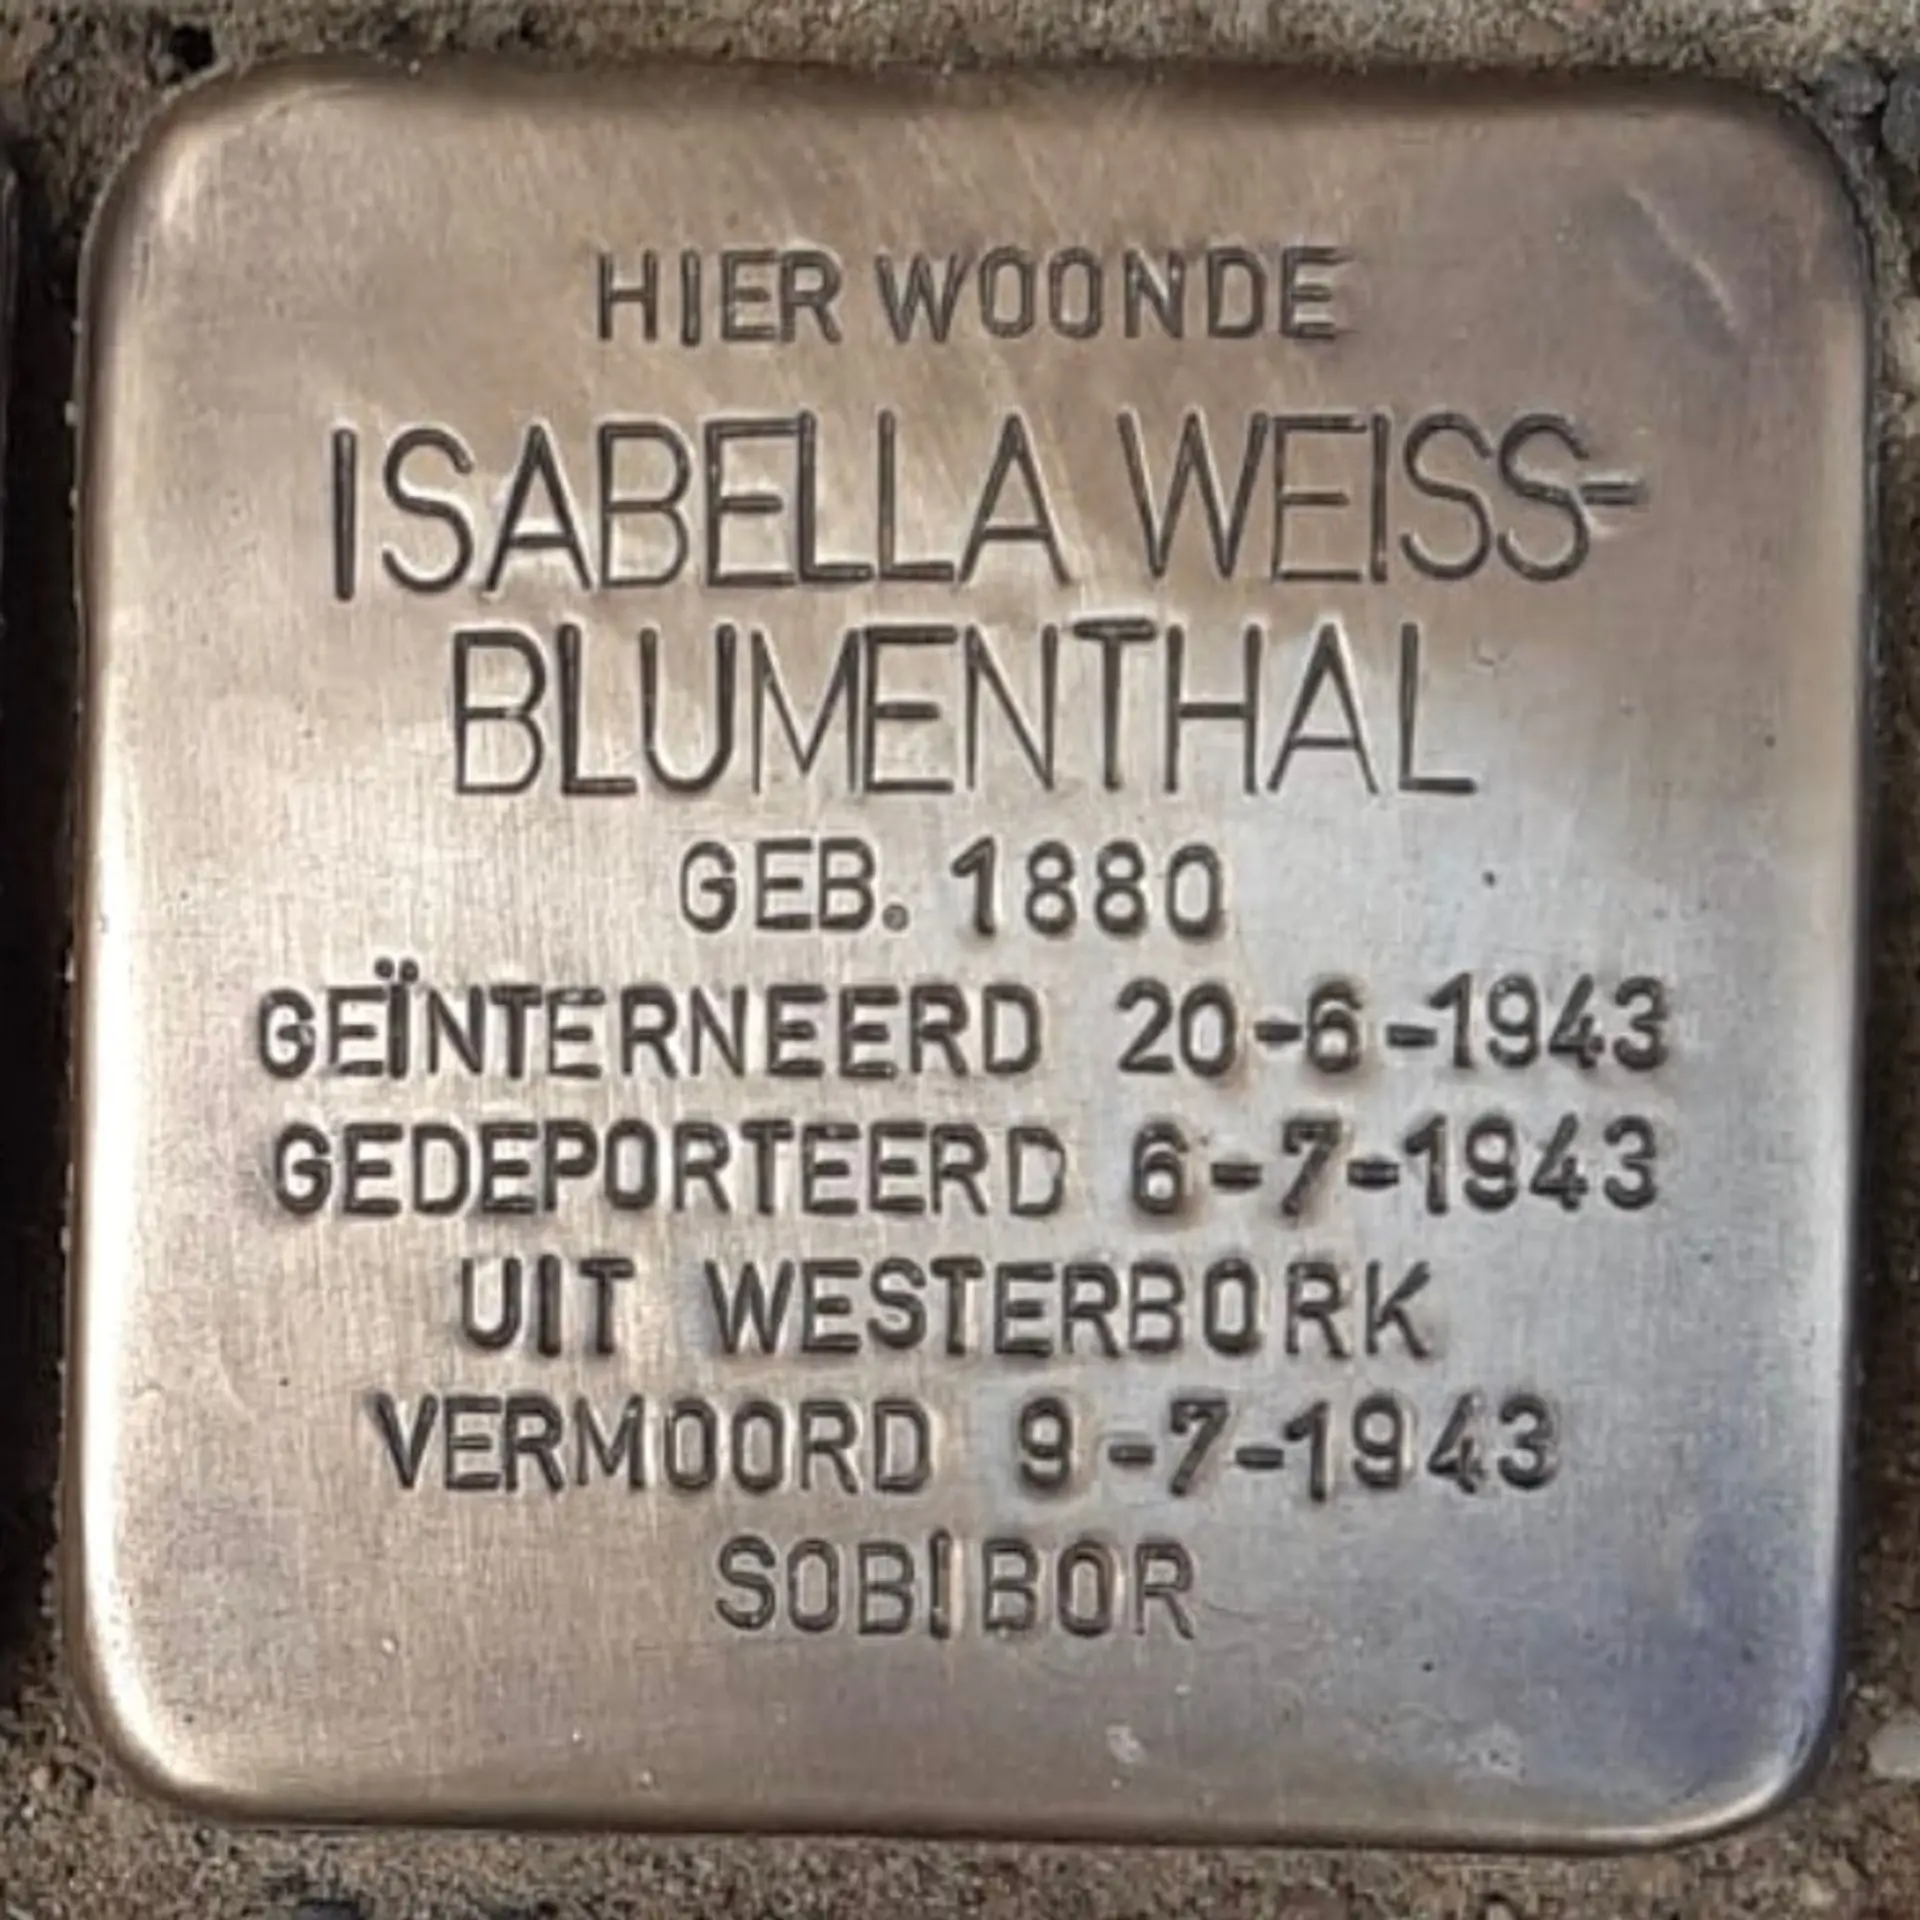 HIER WOONDE
ISABELLA WEISS-
BLUMENTHAL
GEB. 1880
GEÏNTERNEERD 20-6-1943
GEDEPORTEERD 6-7-1943
UIT WESTERBORK
VERMOORD 9-7-1943
SOBIBOR